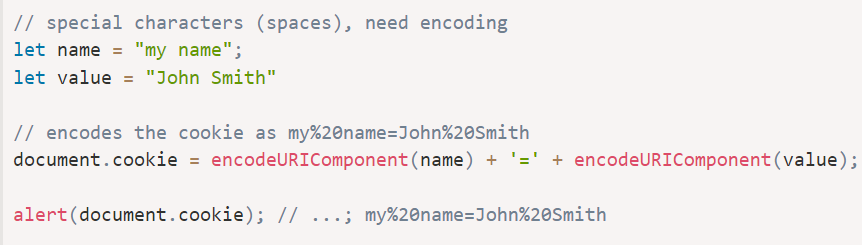 // special characters (spaces), need encoding
let name = "my name";
let value = "John Smith"
// encodes the cookie as my%20name=John%20Smith
document.cookie = encodeURIComponent(name) + '=' + encodeURIComponent(value);
alert(document.cookie); // ...; my%20name=John%20Smith